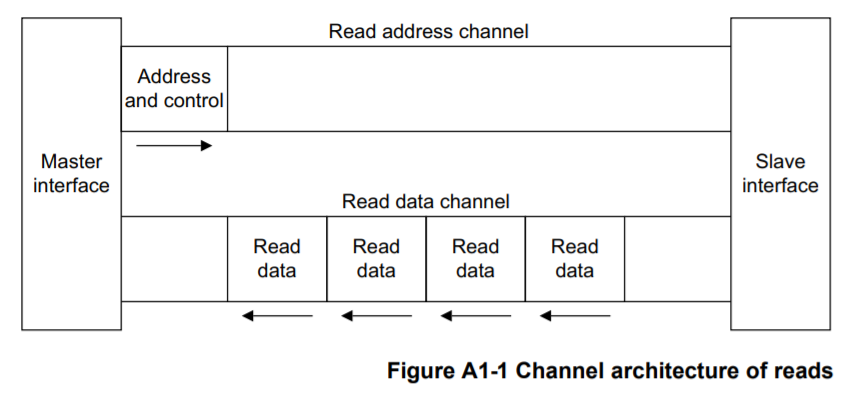 Read address channel
Address
and control
Master
interface
Slave
interface
Read data channel
Read
data
Read
data
Read
data
Read
data
Figure A1-1 Channel architecture of reads